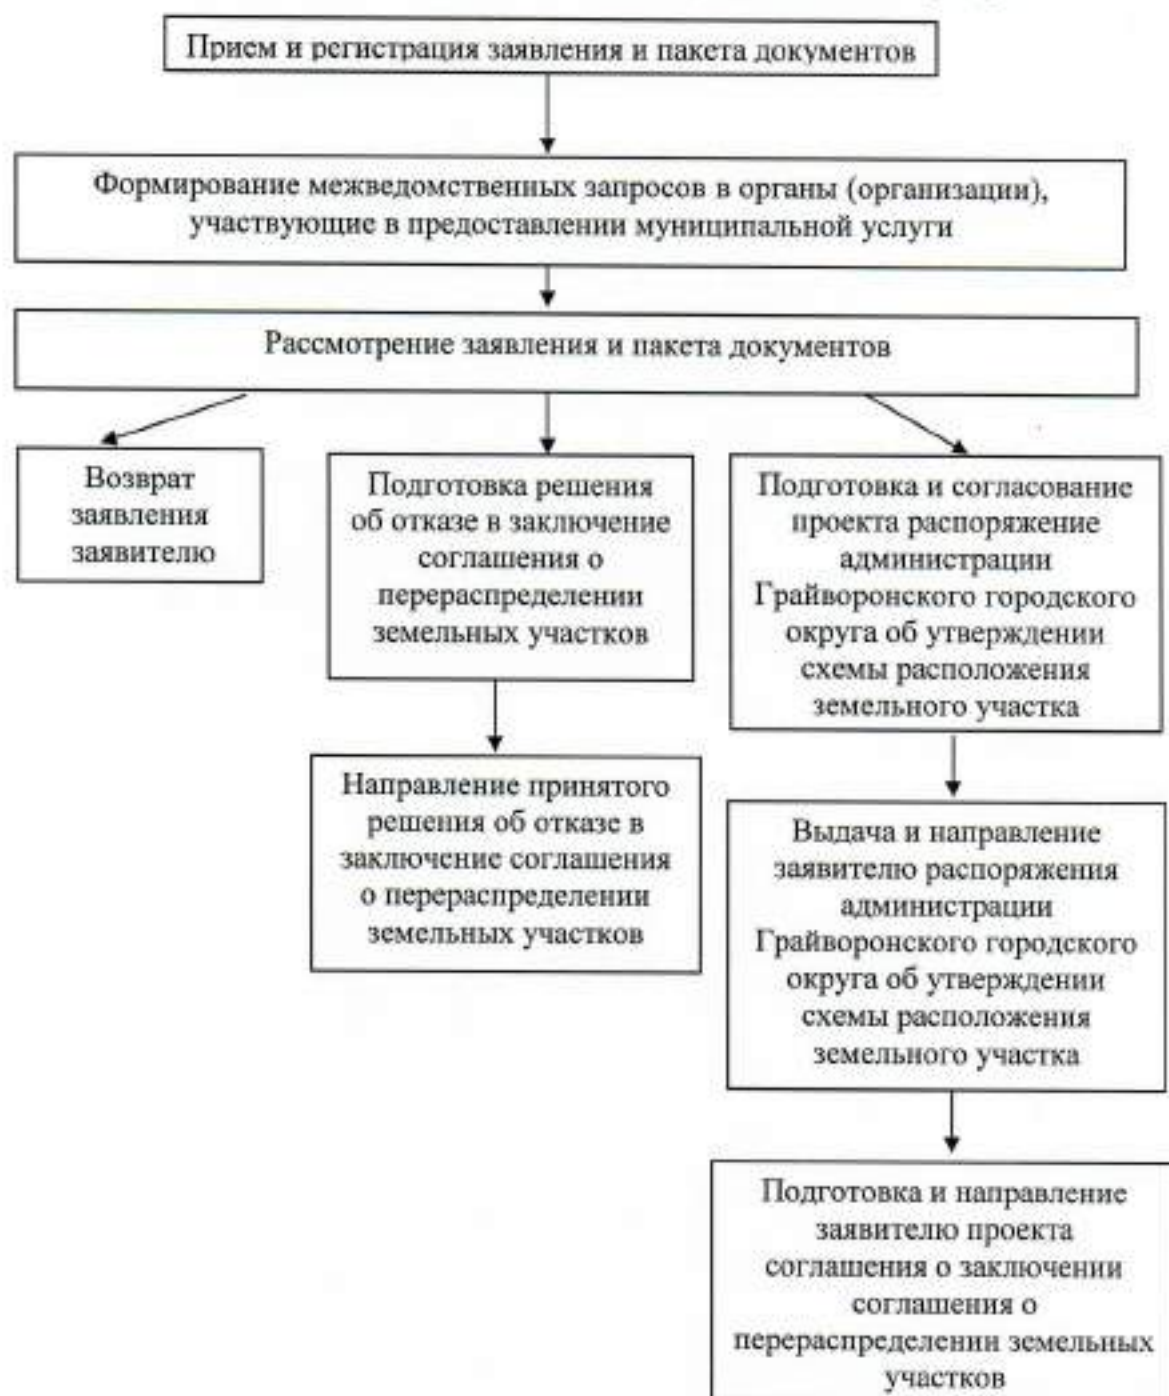 Прием и регистрация заявления и пакета документов
Формирование межведомственных запросов в органы (организации),
участвующие в предоставлении муниципальной услуги
Рассмотрение заявления и пакета документов
Возврат
заявления
заявителю
Подготовка решения
об отказе в заключение
соглашения о
перераспределении
земельных участков
Направление принятого
решения об отказе в
заключение соглашения
о перераспределении
земельных участков
Подготовка и согласование
проекта распоряжение
администрации
Грайворонского городского
округа об утверждении
схемы расположения
земельного участка
Выдача и направление
заявителю распоряжения
администрации
Грайворонского городского
округа об утверждении
схемы расположения
земельного участка
Подготовка и направление
заявителю проекта
соглашения о заключении
соглашения о
перераспределении земельных
участков